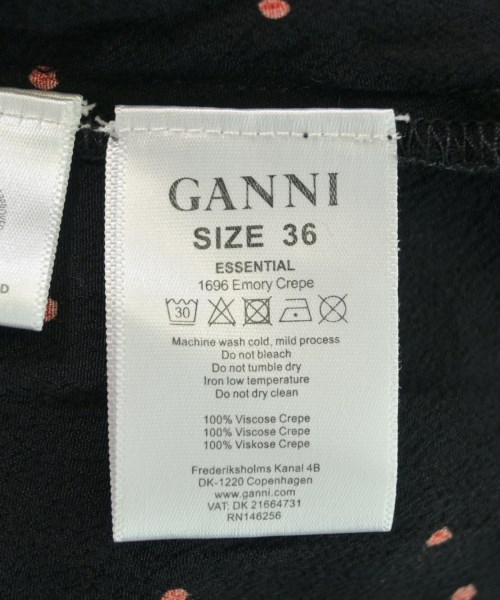 GANNI
SIZE 36
ESSENTIAL
1696 Emory Crepe
30
Machine wash cold, mild process
Do not bleach
Do not tumble dry
Iron low temperature
Do not dry clean
100% Viscose Crepe
100% Viscose Crepe
100% Viskose Crepe
Frederiksholms Kanal 4B
DK-1220 Copenhagen
www.ganni.com
VAT: DK 21664731
RN146256
D